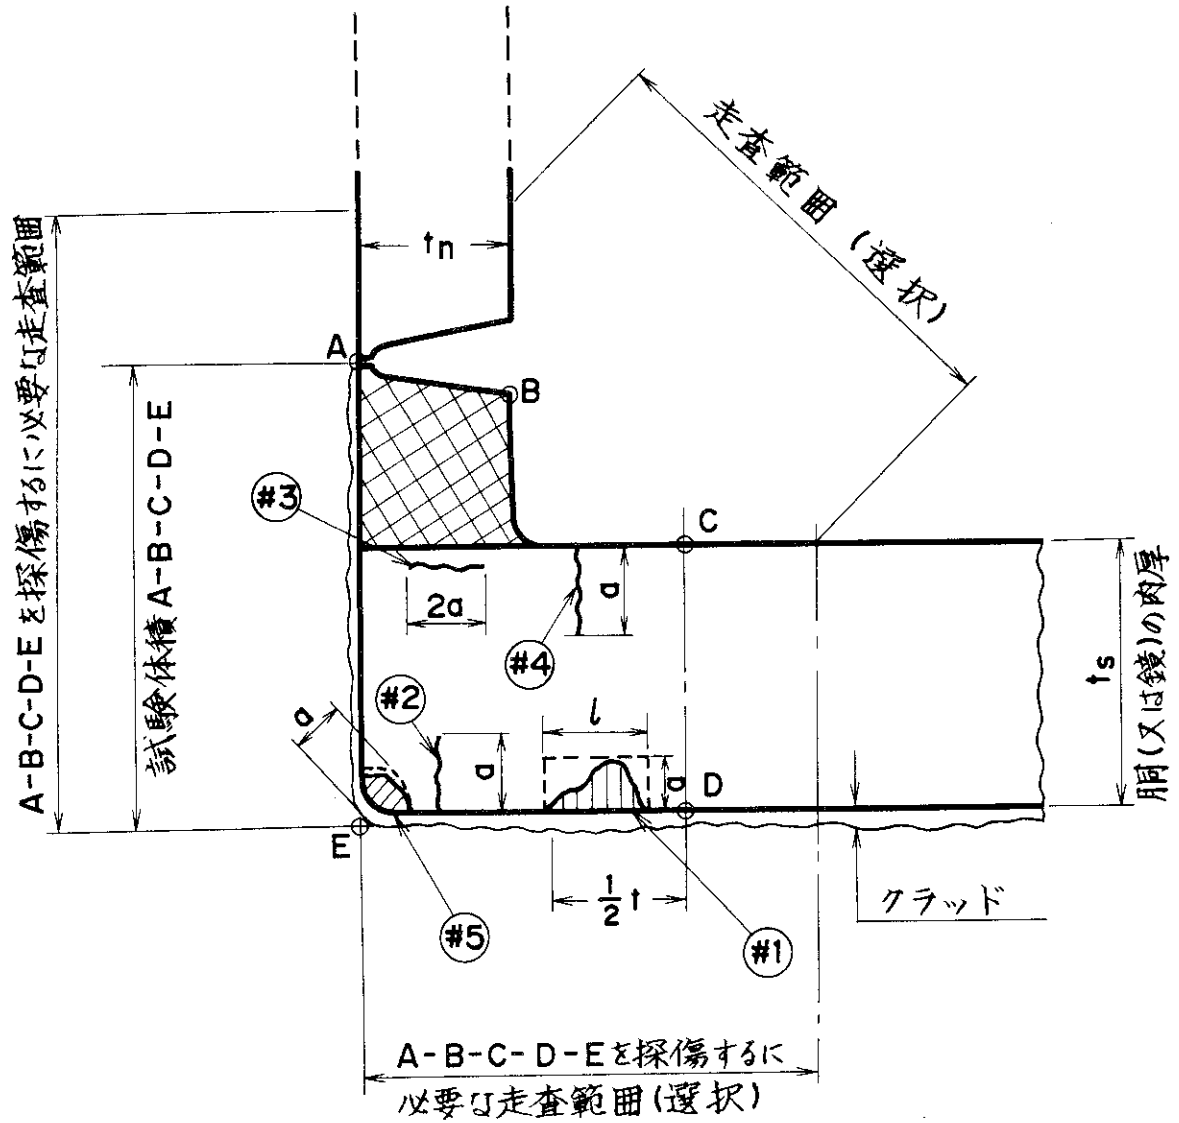 走査範囲(選択)
A-B-C-D-Eを探傷するに必要な走査範囲
tn
A
B
試験体積A-B-C-D-E
#3
C
2a
a
#4
ts
胴(又は鏡)の肉厚
#2
a
a
l
a
D
E
1/2 t
クラッド
#5
#1
A-B-C-D-Eを探傷するに
必要な走査範囲(選択)